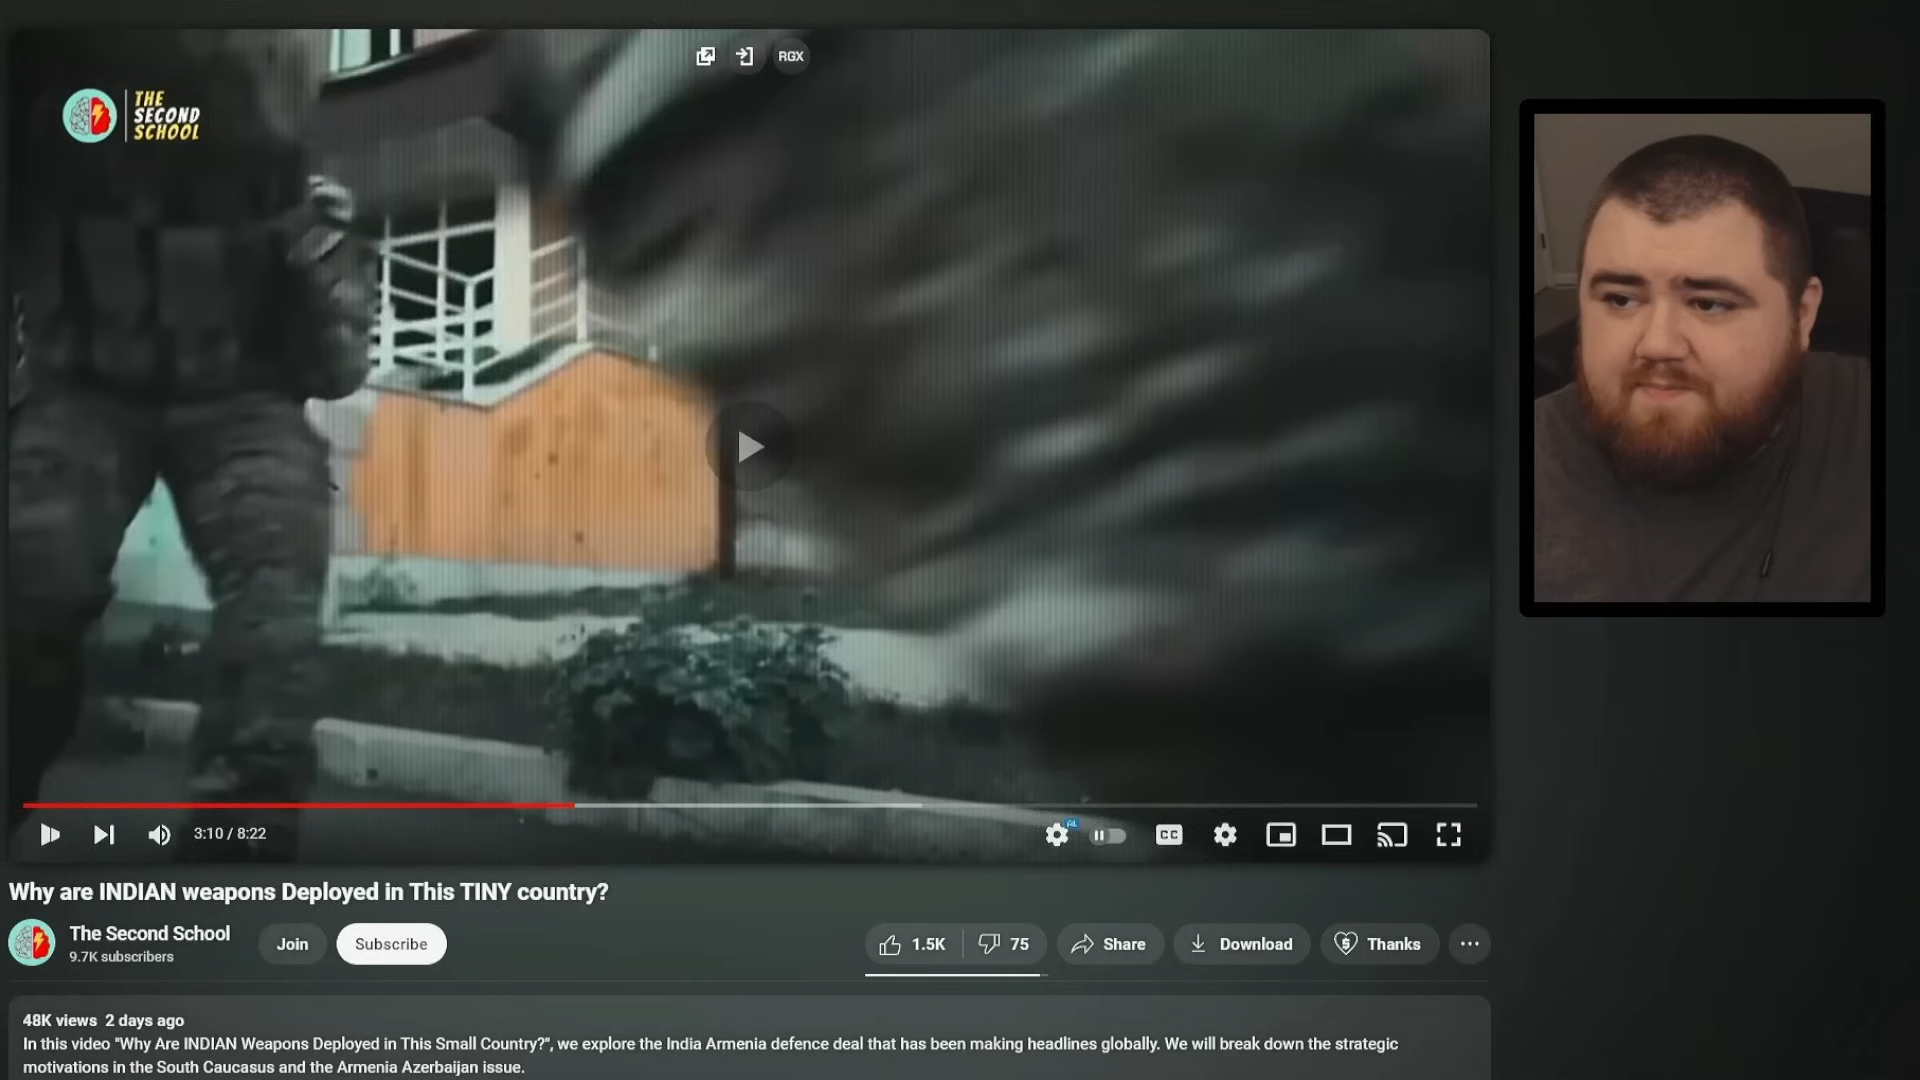 RGX
THE
SECOND
SCHOOL
3:10 / 8:22
CC
Why are INDIAN weapons Deployed in This TINY country?
The Second School
9.7K subscribers
Join
Subscribe
1.5K
75
Share
Download
Thanks
48K views 2 days ago
In this video "Why Are INDIAN Weapons Deployed in This Small Country?", we explore the India Armenia defence deal that has been making headlines globally. We will break down the strategic
motivations in the South Caucasus and the Armenia Azerbaijan issue.